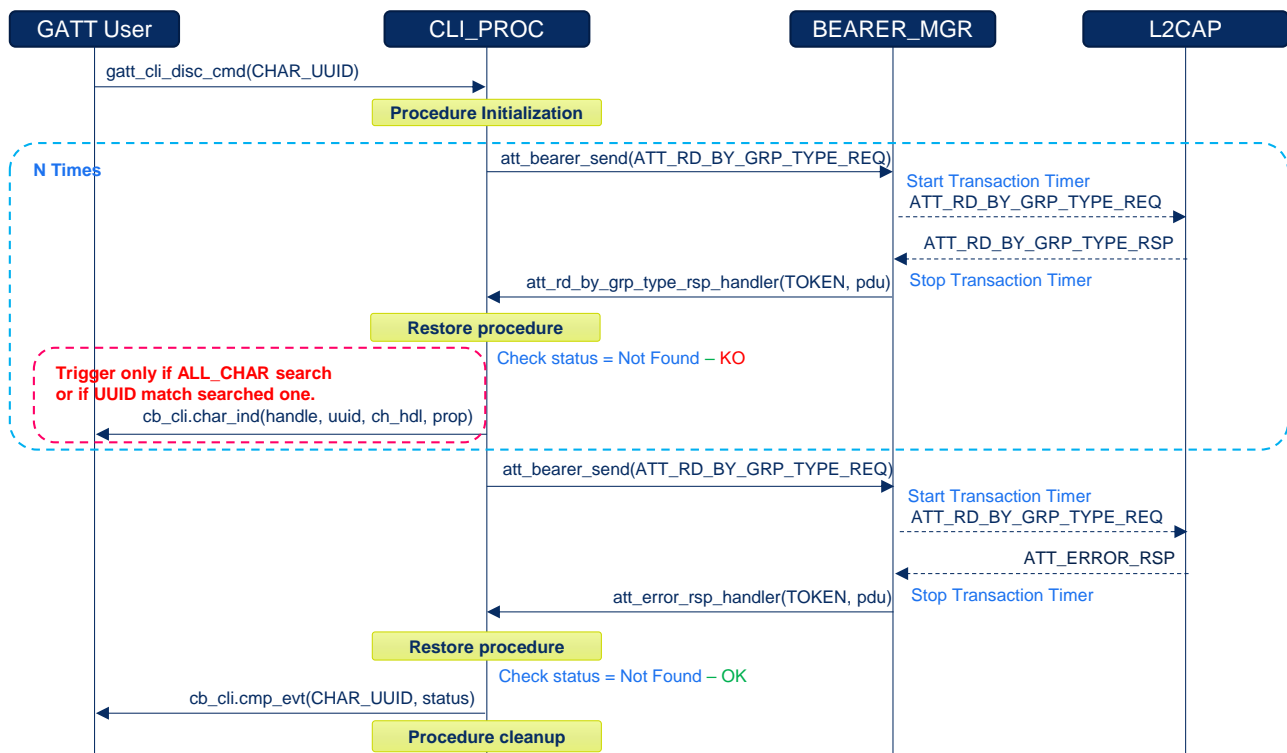 GATT User
CLI_PROC
BEARER_MGR
L2CAP
gatt_cli_disc_cmd(CHAR_UUID)
Procedure Initialization
N Times
att_bearer_send(ATT_RD_BY_GRP_TYPE_REQ)
Start Transaction Timer
ATT_RD_BY_GRP_TYPE_REQ
ATT_RD_BY_GRP_TYPE_RSP
att_rd_by_grp_type_rsp_handler(TOKEN, pdu)
Stop Transaction Timer
Restore procedure
Check status = Not Found – KO
Trigger only if ALL_CHAR search
or if UUID match searched one.
cb_cli.char_ind(handle, uuid, ch_hdl, prop)
att_bearer_send(ATT_RD_BY_GRP_TYPE_REQ)
Start Transaction Timer
ATT_RD_BY_GRP_TYPE_REQ
ATT_ERROR_RSP
att_error_rsp_handler(TOKEN, pdu)
Stop Transaction Timer
Restore procedure
Check status = Not Found – OK
cb_cli.cmp_evt(CHAR_UUID, status)
Procedure cleanup